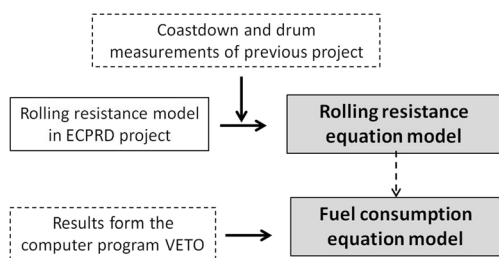 Coastdown and drum
measurements of previous project
Rolling resistance model
in ECPRD project
Rolling resistance
equation model
Results form the
computer program VETO
Fuel consumption
equation model